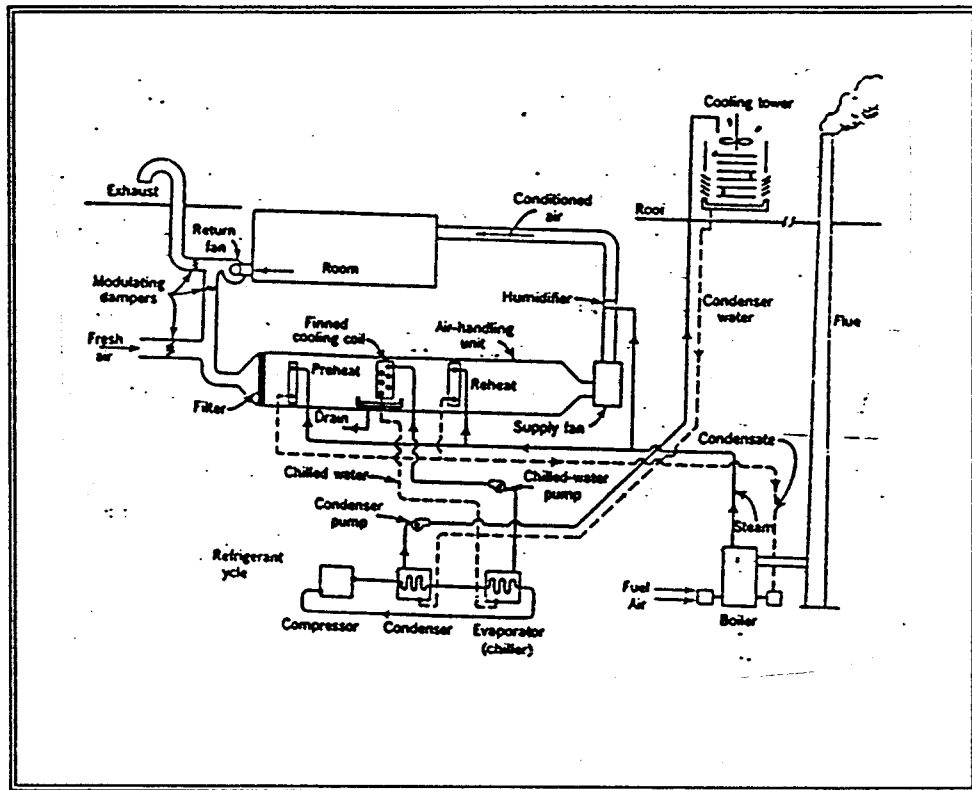 Cooling tower
Exhaust
Conditioned
air
Roof
Return
fan
Room
Modulating
dampers
Humidifier
Condenser
water
Flue
Fresh
air
Finned
cooling coil
Air-handling
unit
Preheat
Reheat
Filter
Drain
Supply fan
Condensate
Chilled water
Chilled-water
pump
Condenser
pump
Steam
Refrigerant
ycle
Fuel
Air
Boiler
Compressor
Condenser
Evaporator
(chiller)